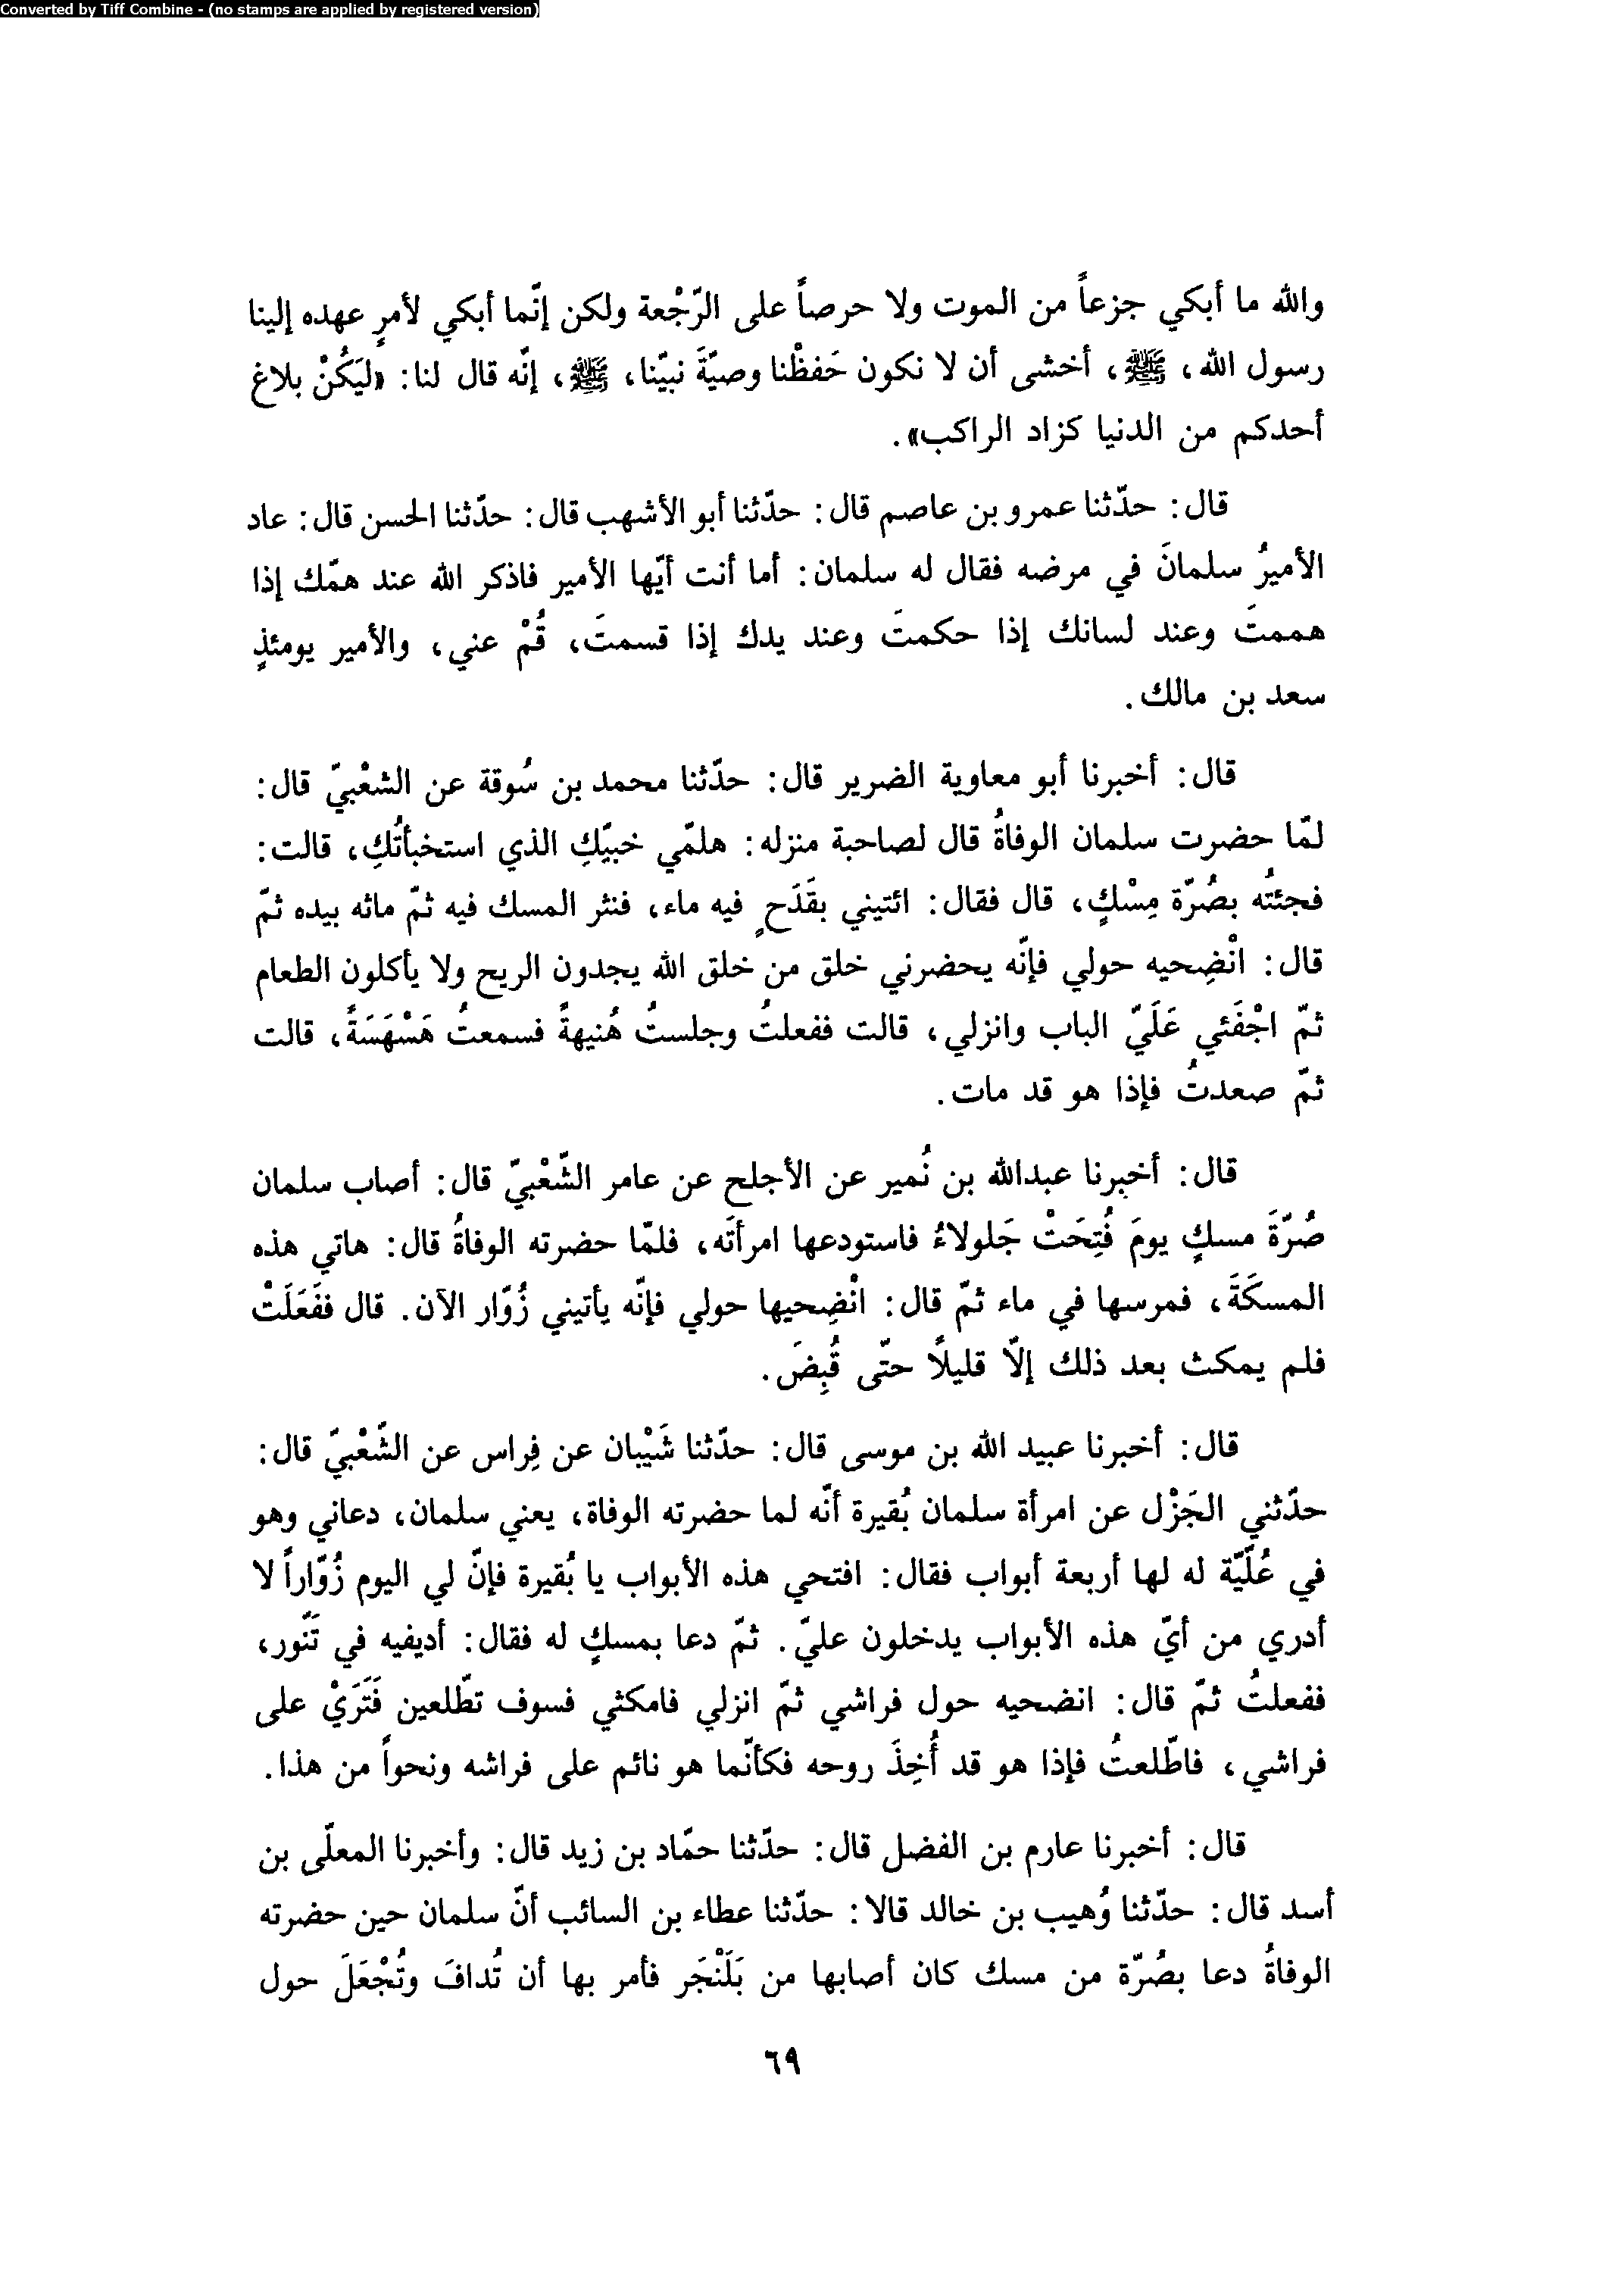 Converted by Tiff Combine - (no stamps are applied by registered version)
والله ما أبكي جزعاً من الموت ولا حرصاً على الرّجْعة ولكن إنّما أبكي لأمرٍ عهده إلينا
رسول الله، ﷺ، أخشى أن لا نكون حَفظْنا وصيّةَ نبيّنا، ﷺ، إنّه قال لنا: «ليَكُنْ بلاغ
أحدكم من الدنيا كزاد الراكب».
قال: حدّثنا عمرو بن عاصم قال: حدّثنا أبو الأشهب قال: حدّثنا الحسن قال: عاد
الأميرُ سلمانَ في مرضه فقال له سلمان: أما أنت أيّها الأمير فاذكر الله عند همّك إذا
هممتَ وعند لسانك إذا حكمتَ وعند يدك إذا قسمتَ، قُمْ عني، والأمير يومئذٍ
سعد بن مالك.
قال: أخبرنا أبو معاوية الضرير قال: حدّثنا محمد بن سُوقة عن الشعْبيّ قال:
لمّا حضرت سلمان الوفاةُ قال لصاحبة منزله: هلمّي خبيّكِ الذي استخبأتُكِ، قالت:
فجئتُه بصُرّة مِسْكٍ، قال فقال: ائتيني بقَدَحٍ فيه ماء، فنثر المسك فيه ثمّ ماثه بيده ثمّ
قال: انْضِحيه حولي فإنّه يحضرني خلق من خلق الله يجدون الريح ولا يأكلون الطعام
ثمّ اجْفَئي عَلَيّ الباب وانزلي، قالت ففعلتُ وجلستُ هُنيهةً فسمعتُ هَسْهَسَةً، قالت
ثمّ صعدتُ فإذا هو قد مات.
قال: أخبرنا عبدالله بن نُمير عن الأجلح عن عامر الشّعْبيّ قال: أصاب سلمان
صُرّةَ مسكٍ يومَ فُتِحَتْ جَلولاءُ فاستودعها امرأتَه، فلمّا حضرته الوفاةُ قال: هاتي هذه
المسكَةَ، فمرسها في ماء ثمّ قال: انْضِحيها حولي فإنّه يأتيني زُوّار الآن. قال ففَعَلَتْ
فلم يمكث بعد ذلك إلّا قليلًا حتّى قُبِضَ.
قال: أخبرنا عبيد الله بن موسى قال: حدّثنا شَيْبان عن فِراس عن الشّعْبيّ قال:
حدّثني الجَزْل عن امرأة سلمان بُقيرة أنّه لما حضرته الوفاة، يعني سلمان، دعاني وهو
في عُلّيّة له لها أربعة أبواب فقال: افتحي هذه الأبواب يا بُقيرة فإنّ لي اليوم زُوّاراً لا
أدري من أيّ هذه الأبواب يدخلون عليّ. ثمّ دعا بمسكٍ له فقال: أديفيه في تَنّور،
ففعلتُ ثمّ قال: انضحيه حول فراشي ثمّ انزلي فامكثي فسوف تطّلعين فَتَرَيْ على
فراشي، فاطّلعتُ فإذا هو قد أُخِذَ روحه فكأنّما هو نائم على فراشه ونحواً من هذا.
قال: أخبرنا عارم بن الفضل قال: حدّثنا حمّاد بن زيد قال: وأخبرنا المعلّى بن
أسد قال: حدّثنا وُهيب بن خالد قالا: حدّثنا عطاء بن السائب أنّ سلمان حين حضرته
الوفاةُ دعا بصُرّة من مسك كان أصابها من بَلَنْجَر فأمر بها أن تُدافَ وتُجْعَلَ حول
٦٩